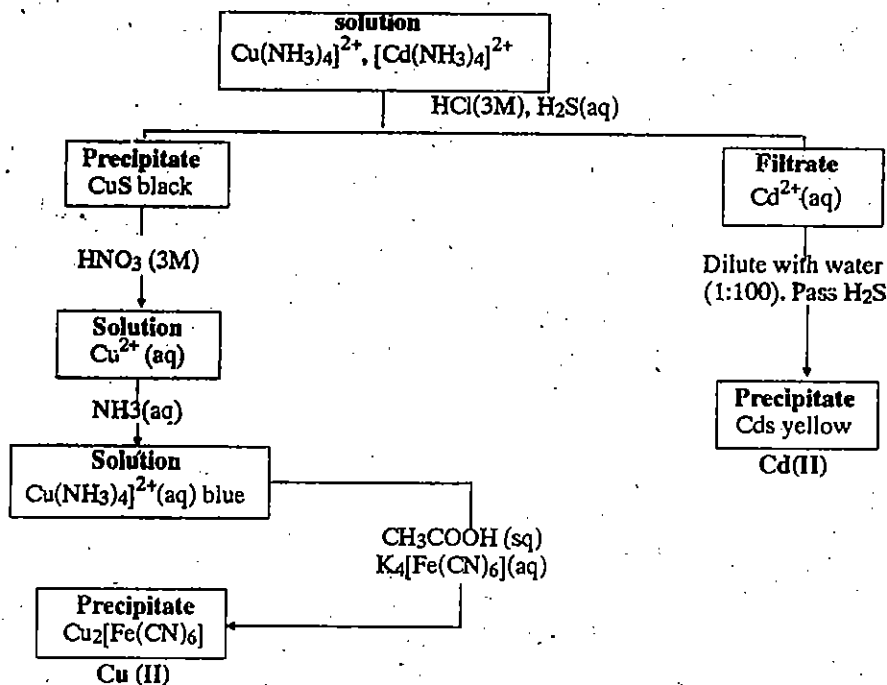 solution
Cu(NH3)4]2+, [Cd(NH3)4]2+
HCl(3M), H2S(aq)
Precipitate
CuS black
Filtrate
Cd2+(aq)
HNO3 (3M)
Dilute with water
(1:100). Pass H2S
Solution
Cu2+ (aq)
NH3(aq)
Precipitate
Cds yellow
Cd(II)
Solution
Cu(NH3)4]2+(aq) blue
CH3COOH (sq)
K4[Fe(CN)6](aq)
Precipitate
Cu2[Fe(CN)6]
Cu (II)